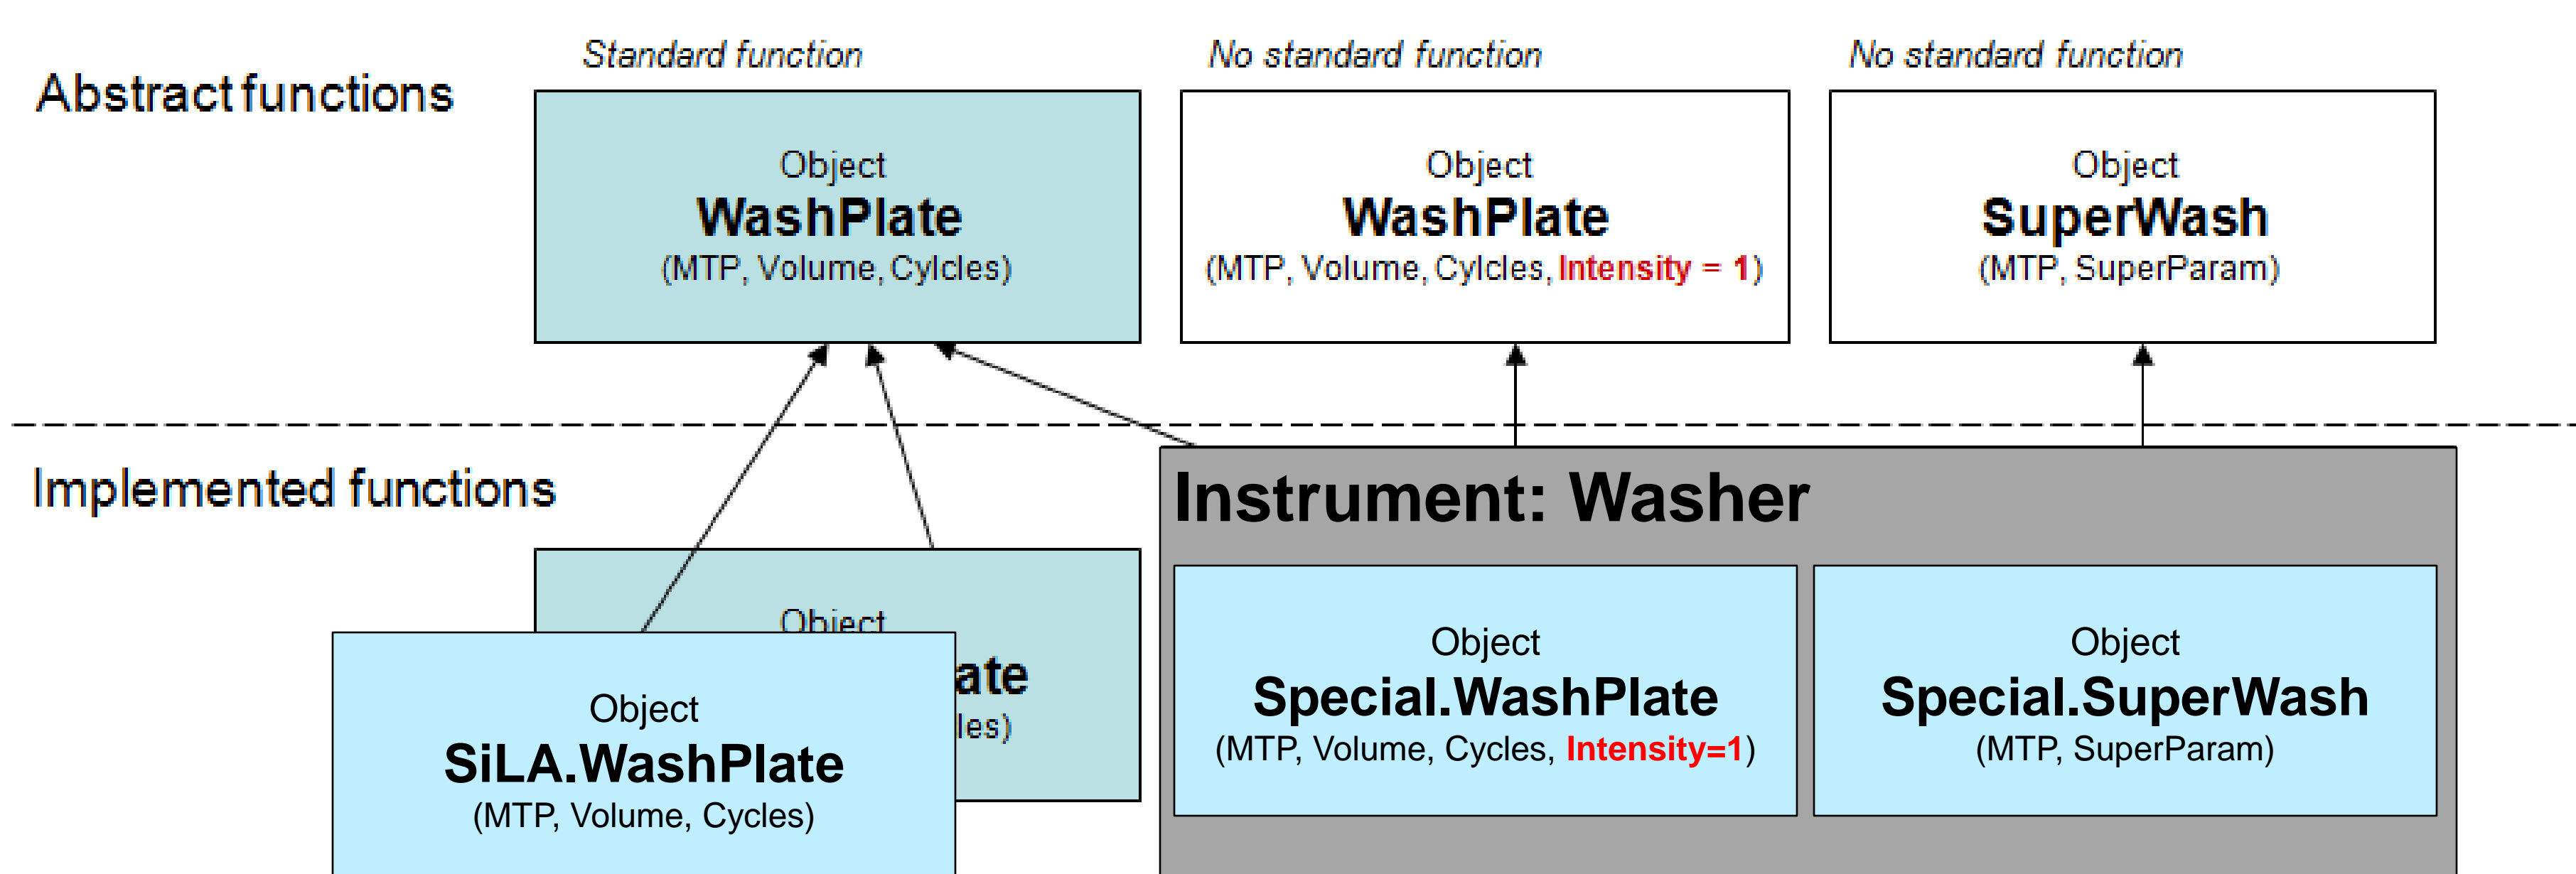 Standard function
No standard function
No standard function
Abstract functions
Object
WashPlate
(MTP, Volume, Cylcles)
Object
WashPlate
(MTP, Volume, Cylcles, Intensity = 1)
Object
SuperWash
(MTP, SuperParam)
Implemented functions
Instrument: Washer
Object
ate
les)
Object
SiLA.WashPlate
(MTP, Volume, Cycles)
Object
Special.WashPlate
(MTP, Volume, Cycles, Intensity=1)
Object
Special.SuperWash
(MTP, SuperParam)